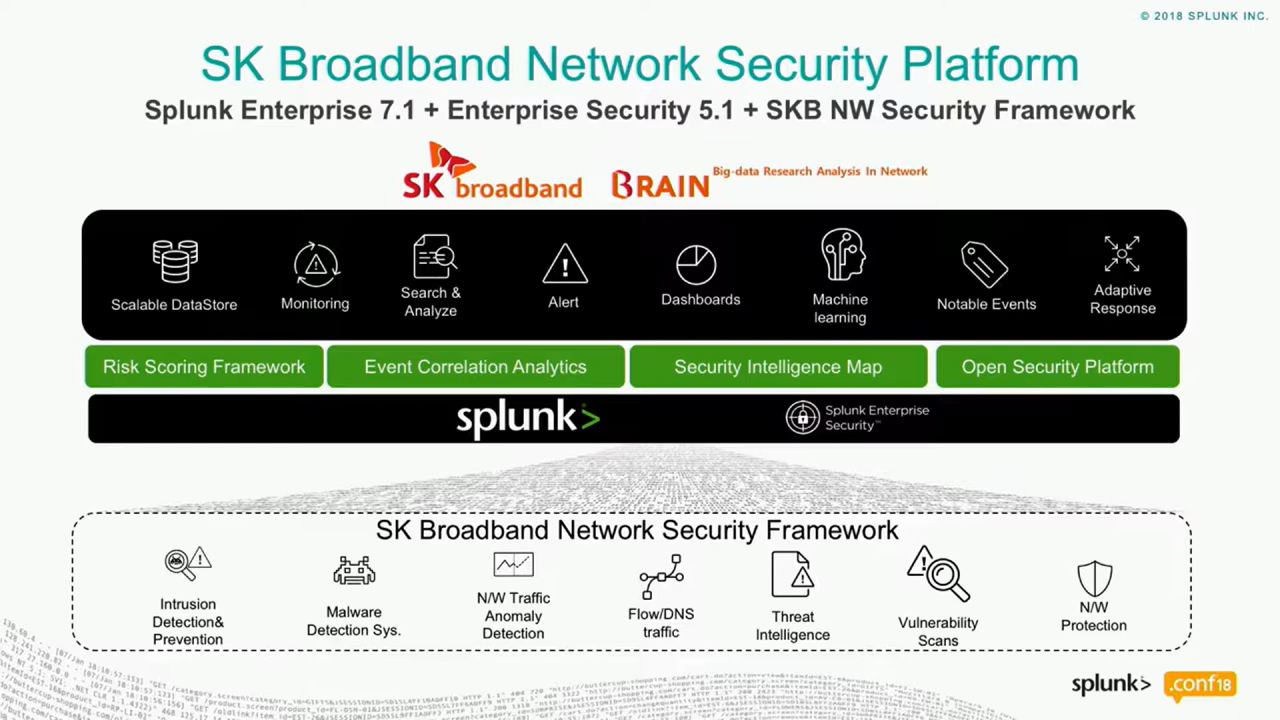 © 2018 SPLUNK INC.
SK Broadband Network Security Platform
Splunk Enterprise 7.1 + Enterprise Security 5.1 + SKB NW Security Framework
SK broadband
BRAIN Big-data Research Analysis In Network
Scalable DataStore
Monitoring
Search &
Analyze
Alert
Dashboards
Machine
learning
Notable Events
Adaptive
Response
Risk Scoring Framework
Event Correlation Analytics
Security Intelligence Map
Open Security Platform
splunk>
Splunk Enterprise
Security™
SK Broadband Network Security Framework
Intrusion
Detection&
Prevention
Malware
Detection Sys.
N/W Traffic
Anomaly
Detection
Flow/DNS
traffic
Threat
Intelligence
Vulnerability
Scans
N/W
Protection
splunk> .conf18